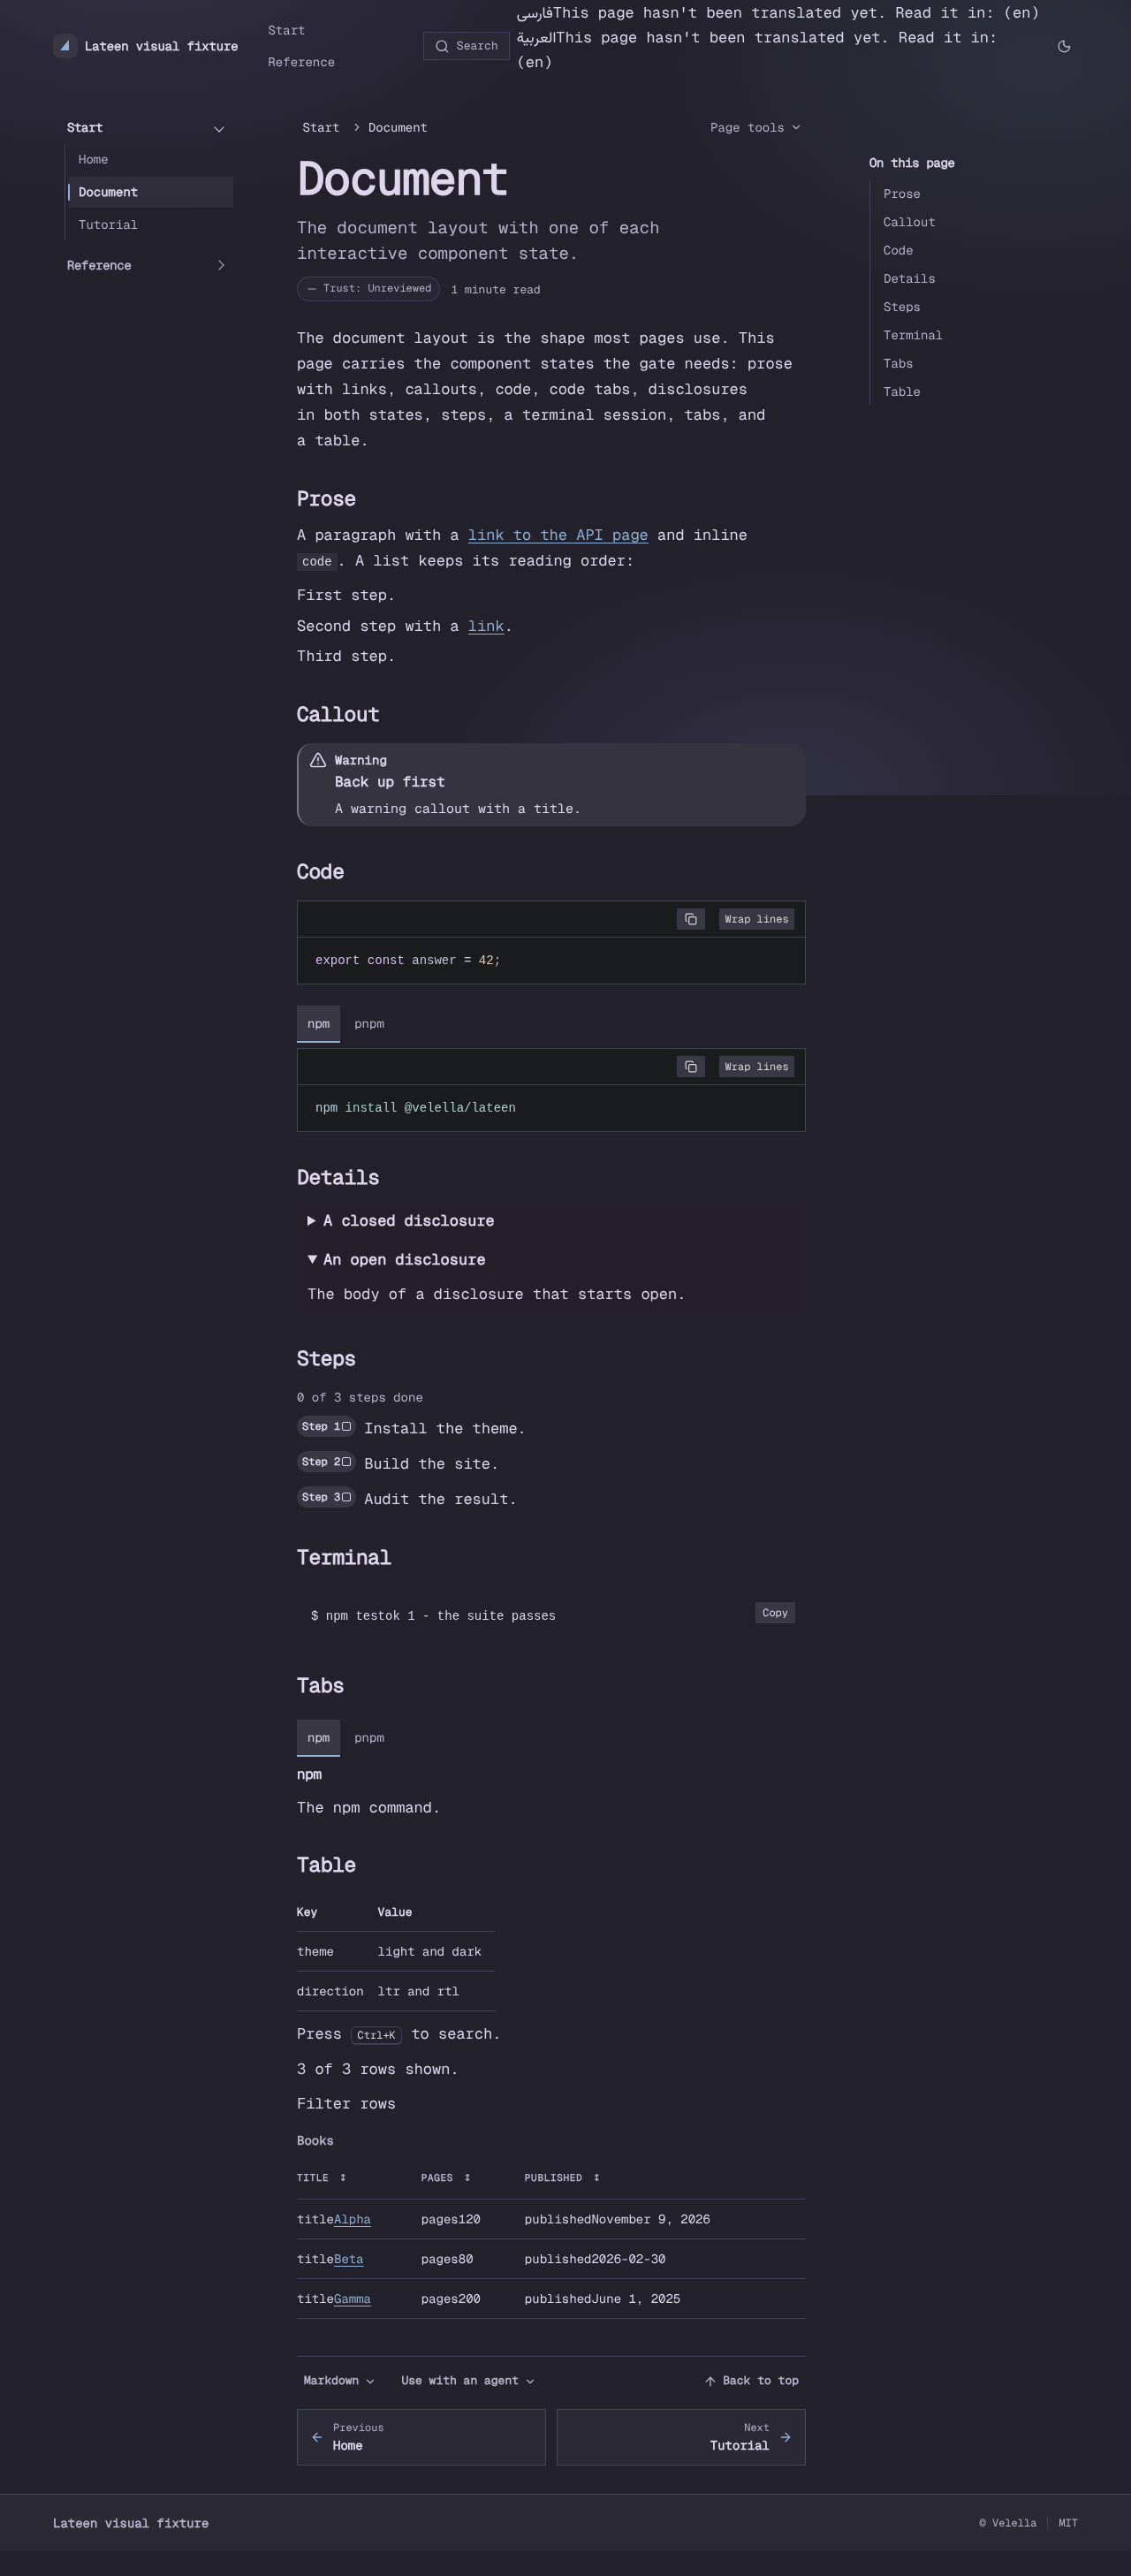 Lateen visual fixture
Start
Reference
Search
فارسیThis page hasn't been translated yet. Read it in: (en)
العربيةThis page hasn't been translated yet. Read it in:
(en)
Start
Home
Document
Tutorial
Reference
Start > Document
Page tools
Document
The document layout with one of each
interactive component state.
— Trust: Unreviewed 1 minute read
The document layout is the shape most pages use. This
page carries the component states the gate needs: prose
with links, callouts, code, code tabs, disclosures
in both states, steps, a terminal session, tabs, and
a table.
On this page
Prose
Callout
Code
Details
Steps
Terminal
Tabs
Table
Prose
A paragraph with a link to the API page and inline
code. A list keeps its reading order:
First step.
Second step with a link.
Third step.
Callout
Warning
Back up first
A warning callout with a title.
Code
Wrap lines
export const answer = 42;
npm pnpm
Wrap lines
npm install @velella/lateen
Details
A closed disclosure
An open disclosure
The body of a disclosure that starts open.
Steps
0 of 3 steps done
Step 1 Install the theme.
Step 2 Build the site.
Step 3 Audit the result.
Terminal
$ npm testok 1 - the suite passes
Copy
Tabs
npm pnpm
npm
The npm command.
Table
Key Value
theme light and dark
direction ltr and rtl
Press Ctrl+K to search.
3 of 3 rows shown.
Filter rows
Books
TITLE ↕ PAGES ↕ PUBLISHED ↕
titleAlpha pages120 publishedNovember 9, 2026
titleBeta pages80 published2026-02-30
titleGamma pages200 publishedJune 1, 2025
Markdown Use with an agent ↑ Back to top
← Previous
Home
Next →
Tutorial
Lateen visual fixture
© Velella | MIT